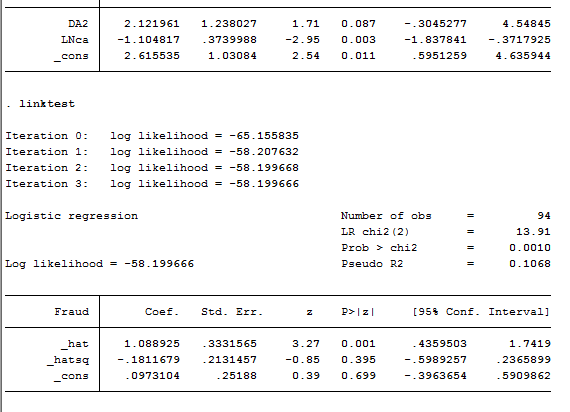 DA2 2.121961 1.238027 1.71 0.087 -.3045277 4.54845
LNca -1.104817 .3739988 -2.95 0.003 -1.837841 -.3717925
_cons 2.615535 1.03084 2.54 0.011 .5951259 4.635944
. linktest
Iteration 0: log likelihood = -65.155835
Iteration 1: log likelihood = -58.207632
Iteration 2: log likelihood = -58.199668
Iteration 3: log likelihood = -58.199666
Logistic regression Number of obs = 94
LR chi2(2) = 13.91
Prob > chi2 = 0.0010
Log likelihood = -58.199666 Pseudo R2 = 0.1068
Fraud Coef. Std. Err. z P>|z| [95% Conf. Interval]
_hat 1.088925 .3331565 3.27 0.001 .4359503 1.7419
_hatsq -.1811679 .2131457 -0.85 0.395 -.5989257 .2365899
_cons .0973104 .25188 0.39 0.699 -.3963654 .5909862